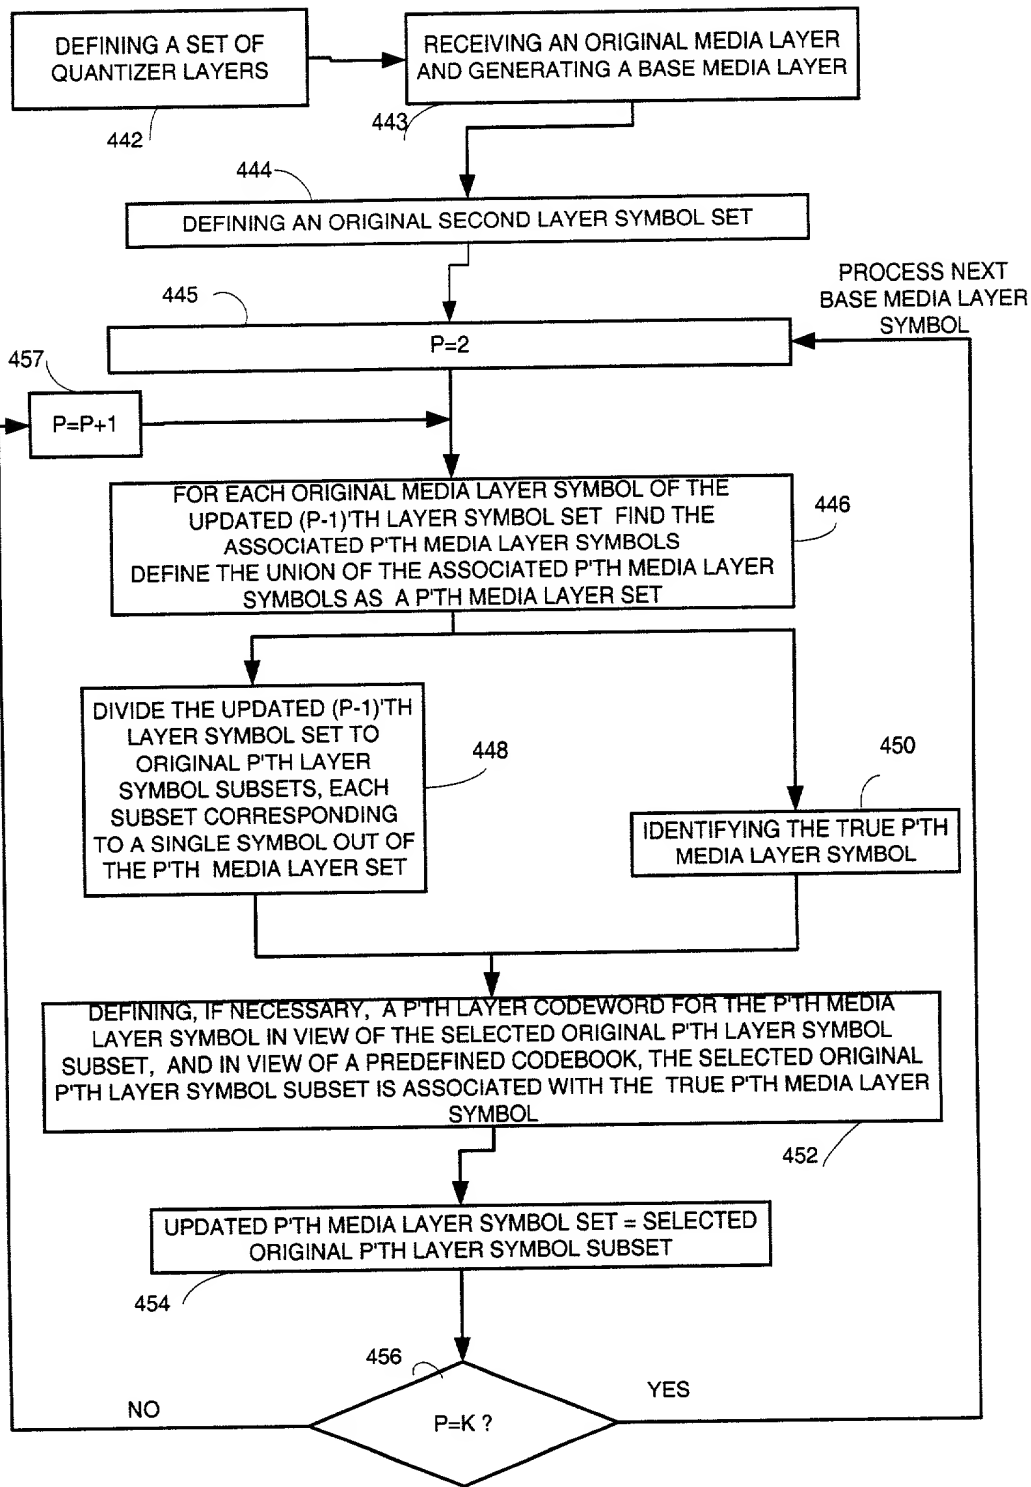 DEFINING A SET OF
QUANTIZER LAYERS
442
RECEIVING AN ORIGINAL MEDIA LAYER
AND GENERATING A BASE MEDIA LAYER
443
444
DEFINING AN ORIGINAL SECOND LAYER SYMBOL SET
PROCESS NEXT
BASE MEDIA LAYER
SYMBOL
445
P=2
457
P=P+1
FOR EACH ORIGINAL MEDIA LAYER SYMBOL OF THE
UPDATED (P-1)'TH LAYER SYMBOL SET FIND THE
ASSOCIATED P'TH MEDIA LAYER SYMBOLS
DEFINE THE UNION OF THE ASSOCIATED P'TH MEDIA LAYER
SYMBOLS AS A P'TH MEDIA LAYER SET
446
DIVIDE THE UPDATED (P-1)'TH
LAYER SYMBOL SET TO
ORIGINAL P'TH LAYER
SYMBOL SUBSETS, EACH
SUBSET CORRESPONDING
TO A SINGLE SYMBOL OUT OF
THE P'TH MEDIA LAYER SET
448
450
IDENTIFYING THE TRUE P'TH
MEDIA LAYER SYMBOL
DEFINING, IF NECESSARY, A P'TH LAYER CODEWORD FOR THE P'TH MEDIA
LAYER SYMBOL IN VIEW OF THE SELECTED ORIGINAL P'TH LAYER SYMBOL
SUBSET, AND IN VIEW OF A PREDEFINED CODEBOOK, THE SELECTED ORIGINAL
P'TH LAYER SYMBOL SUBSET IS ASSOCIATED WITH THE TRUE P'TH MEDIA LAYER
SYMBOL
452
UPDATED P'TH MEDIA LAYER SYMBOL SET = SELECTED
ORIGINAL P'TH LAYER SYMBOL SUBSET
454
456
P=K ?
NO
YES